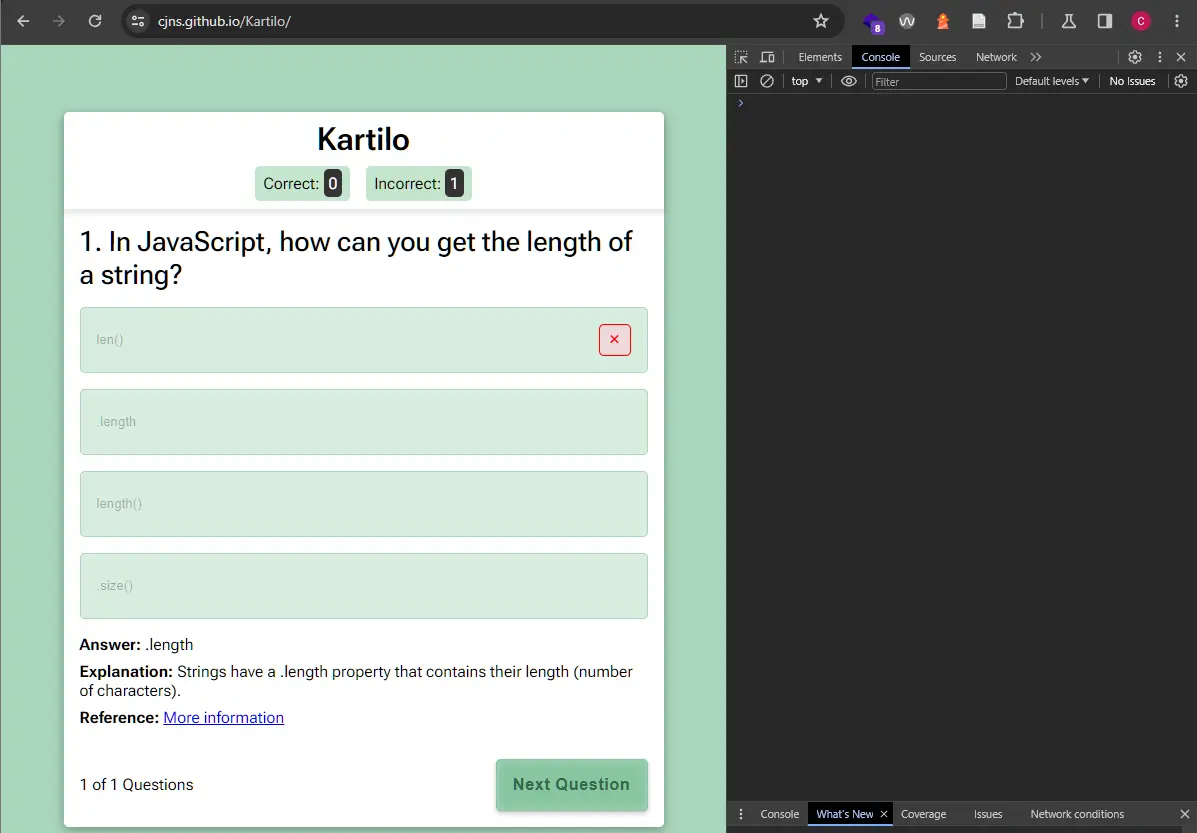 cjns.github.io/Kartilo/
8
C
Elements Console Sources Network
top Filter Default levels No Issues
Kartilo
Correct: 0 Incorrect: 1
1. In JavaScript, how can you get the length of
a string?
len()
.length
length()
.size()
Answer: .length
Explanation: Strings have a .length property that contains their length (number
of characters).
Reference: More information
1 of 1 Questions Next Question
Console What's New Coverage Issues Network conditions